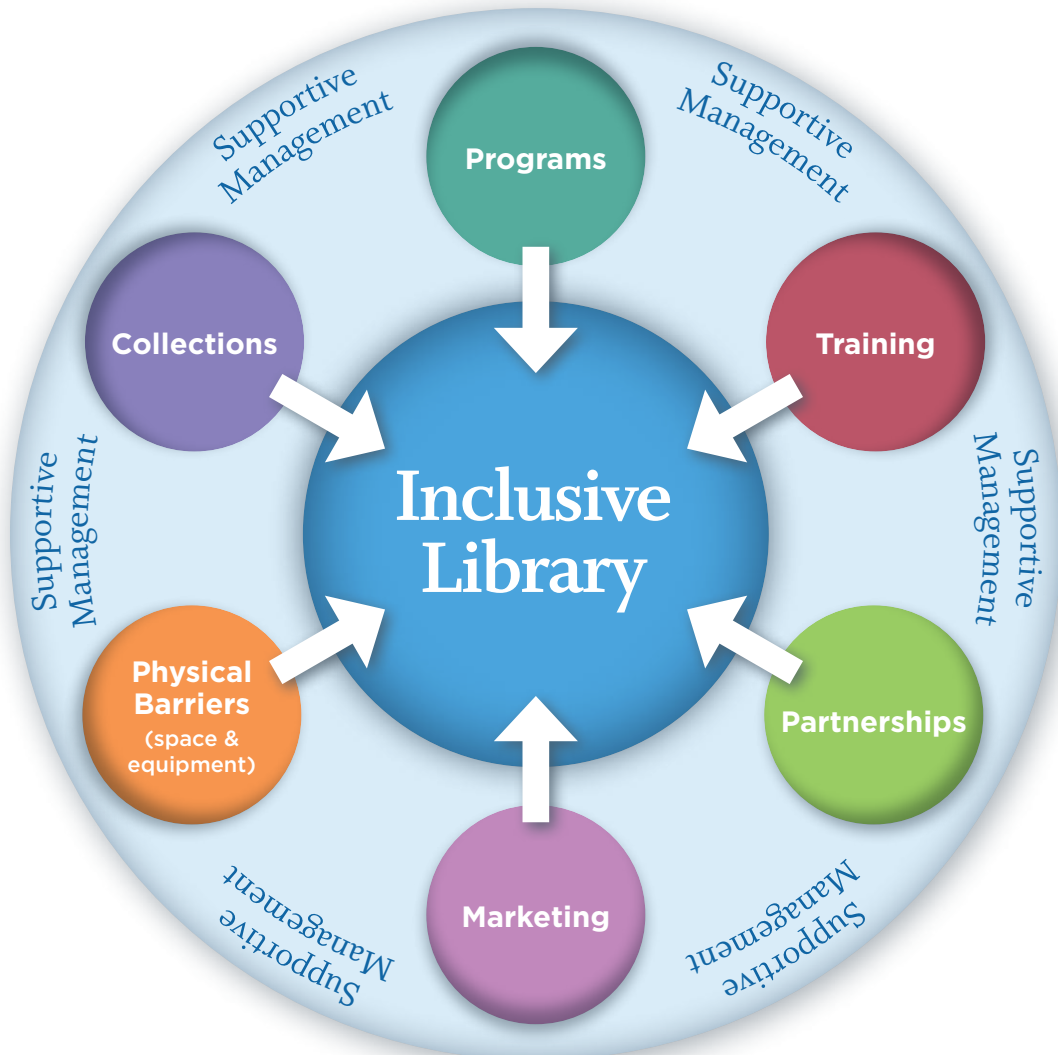 Supportive
Management
Supportive
Management
Programs
Collections
Training
Inclusive
Library
Supportive
Management
Supportive
Management
Physical
Barriers
(space &
equipment)
Partnerships
Marketing
Supportive
Management
Supportive
Management